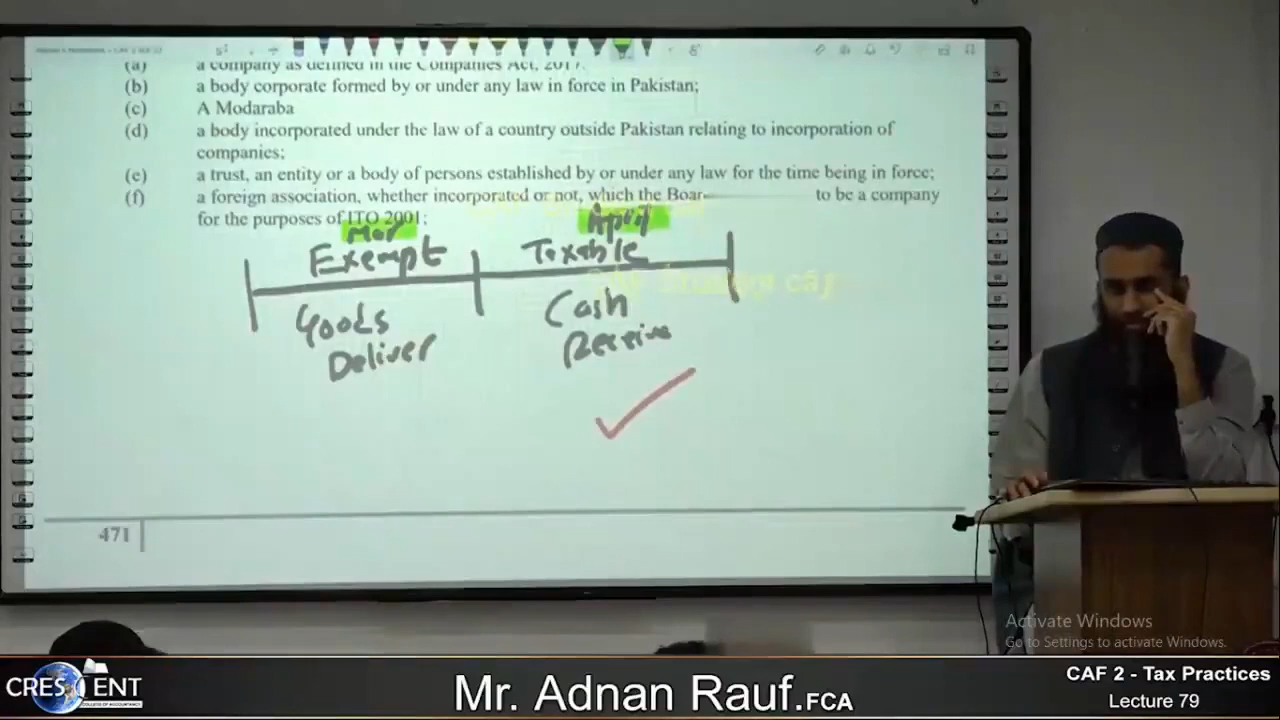 (a) a company as defined in the Companies Act, 2017.
(b) a body corporate formed by or under any law in force in Pakistan;
(c) A Modaraba
(d) a body incorporated under the law of a country outside Pakistan relating to incorporation of
companies;
(e) a trust, an entity or a body of persons established by or under any law for the time being in force;
(f) a foreign association, whether incorporated or not, which the Boar to be a company
for the purposes of ITO 2001;
Mar April
Exempt Taxable
Goods Cash
Deliver Receive
471
Activate Windows
Go to Settings to activate Windows.
CRESCENT
COLLEGE OF ACCOUNTANCY
Mr. Adnan Rauf.FCA
CAF 2 - Tax Practices
Lecture 79